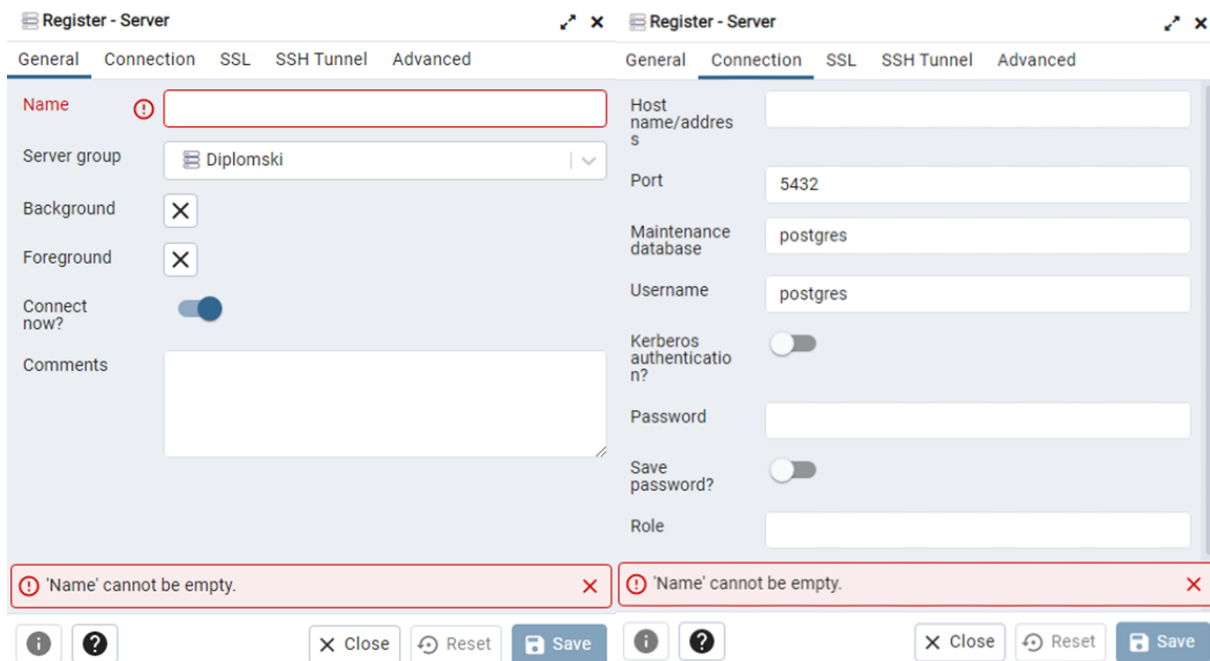 Register - Server
General Connection SSL SSH Tunnel Advanced
Name
Server group
Diplomski
Background
Foreground
Connect
now?
Comments
'Name' cannot be empty.
Close
Reset
Save
Register - Server
General Connection SSL SSH Tunnel Advanced
Host
name/addres
s
Port
5432
Maintenance
database
postgres
Username
postgres
Kerberos
authenticatio
n?
Password
Save
password?
Role
'Name' cannot be empty.
Close
Reset
Save